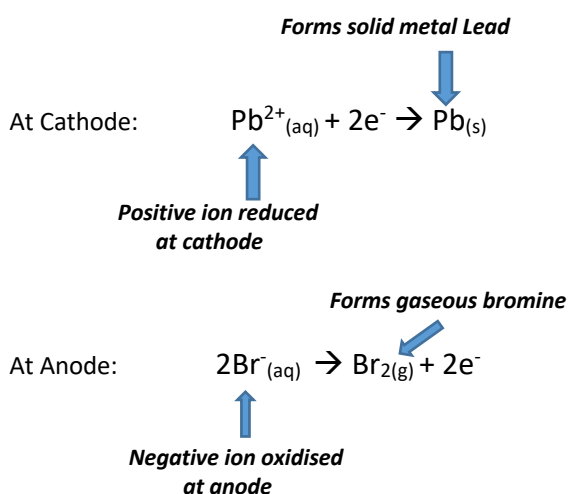 Forms solid metal Lead
At Cathode: Pb²⁺₍aq₎ + 2e⁻ → Pb₍s₎
Positive ion reduced
at cathode
Forms gaseous bromine
At Anode: 2Br⁻₍aq₎ → Br₂₍g₎ + 2e⁻
Negative ion oxidised
at anode